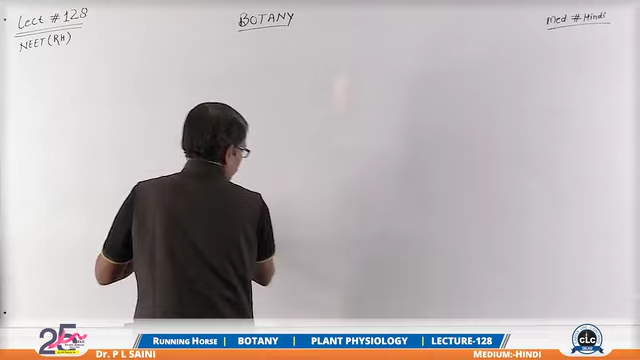 Lect # 128
NEET (RH)
BOTANY
Med # Hindi
25
RUNNING HORSE | BOTANY | PLANT PHYSIOLOGY | LECTURE-128
CLC
Dr. P L SAINI
MEDIUM:-HINDI